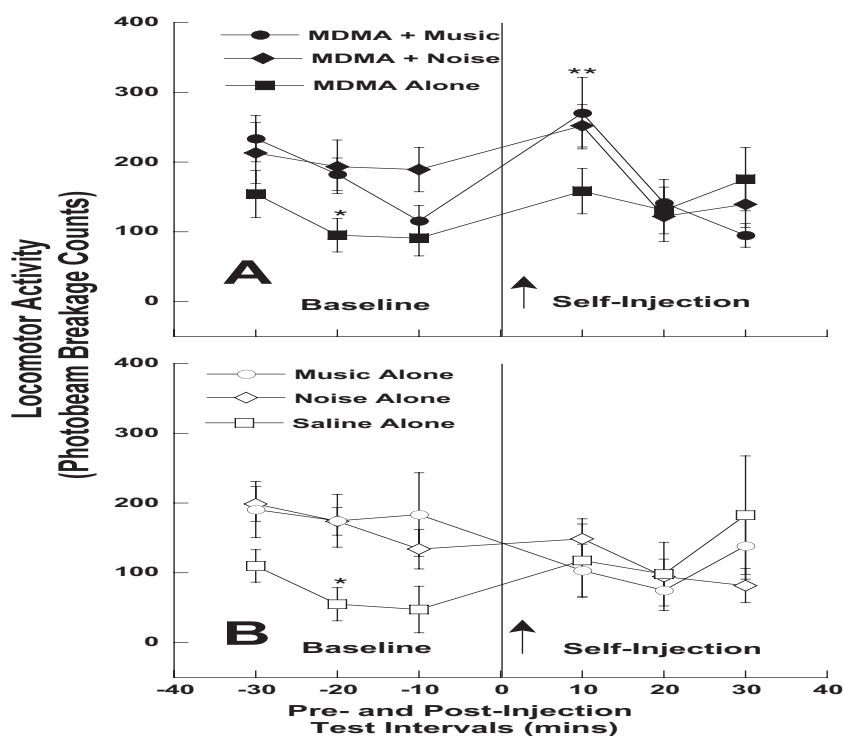 Locomotor Activity
(Photobeam Breakage Counts)
400
300
200
100
0
MDMA + Music
MDMA + Noise
MDMA Alone
*
**
A
Baseline
Self-Injection
400
300
200
100
0
Music Alone
Noise Alone
Saline Alone
*
B
Baseline
Self-Injection
-40 -30 -20 -10 0 10 20 30 40
Pre- and Post-Injection
Test Intervals (mins)